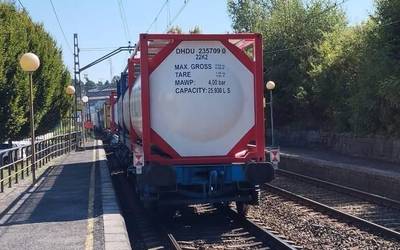 DHDU 235709 0
22K2
MAX. GROSS
TARE
MAWP: 4,00 bar
CAPACITY: 25,930 L S